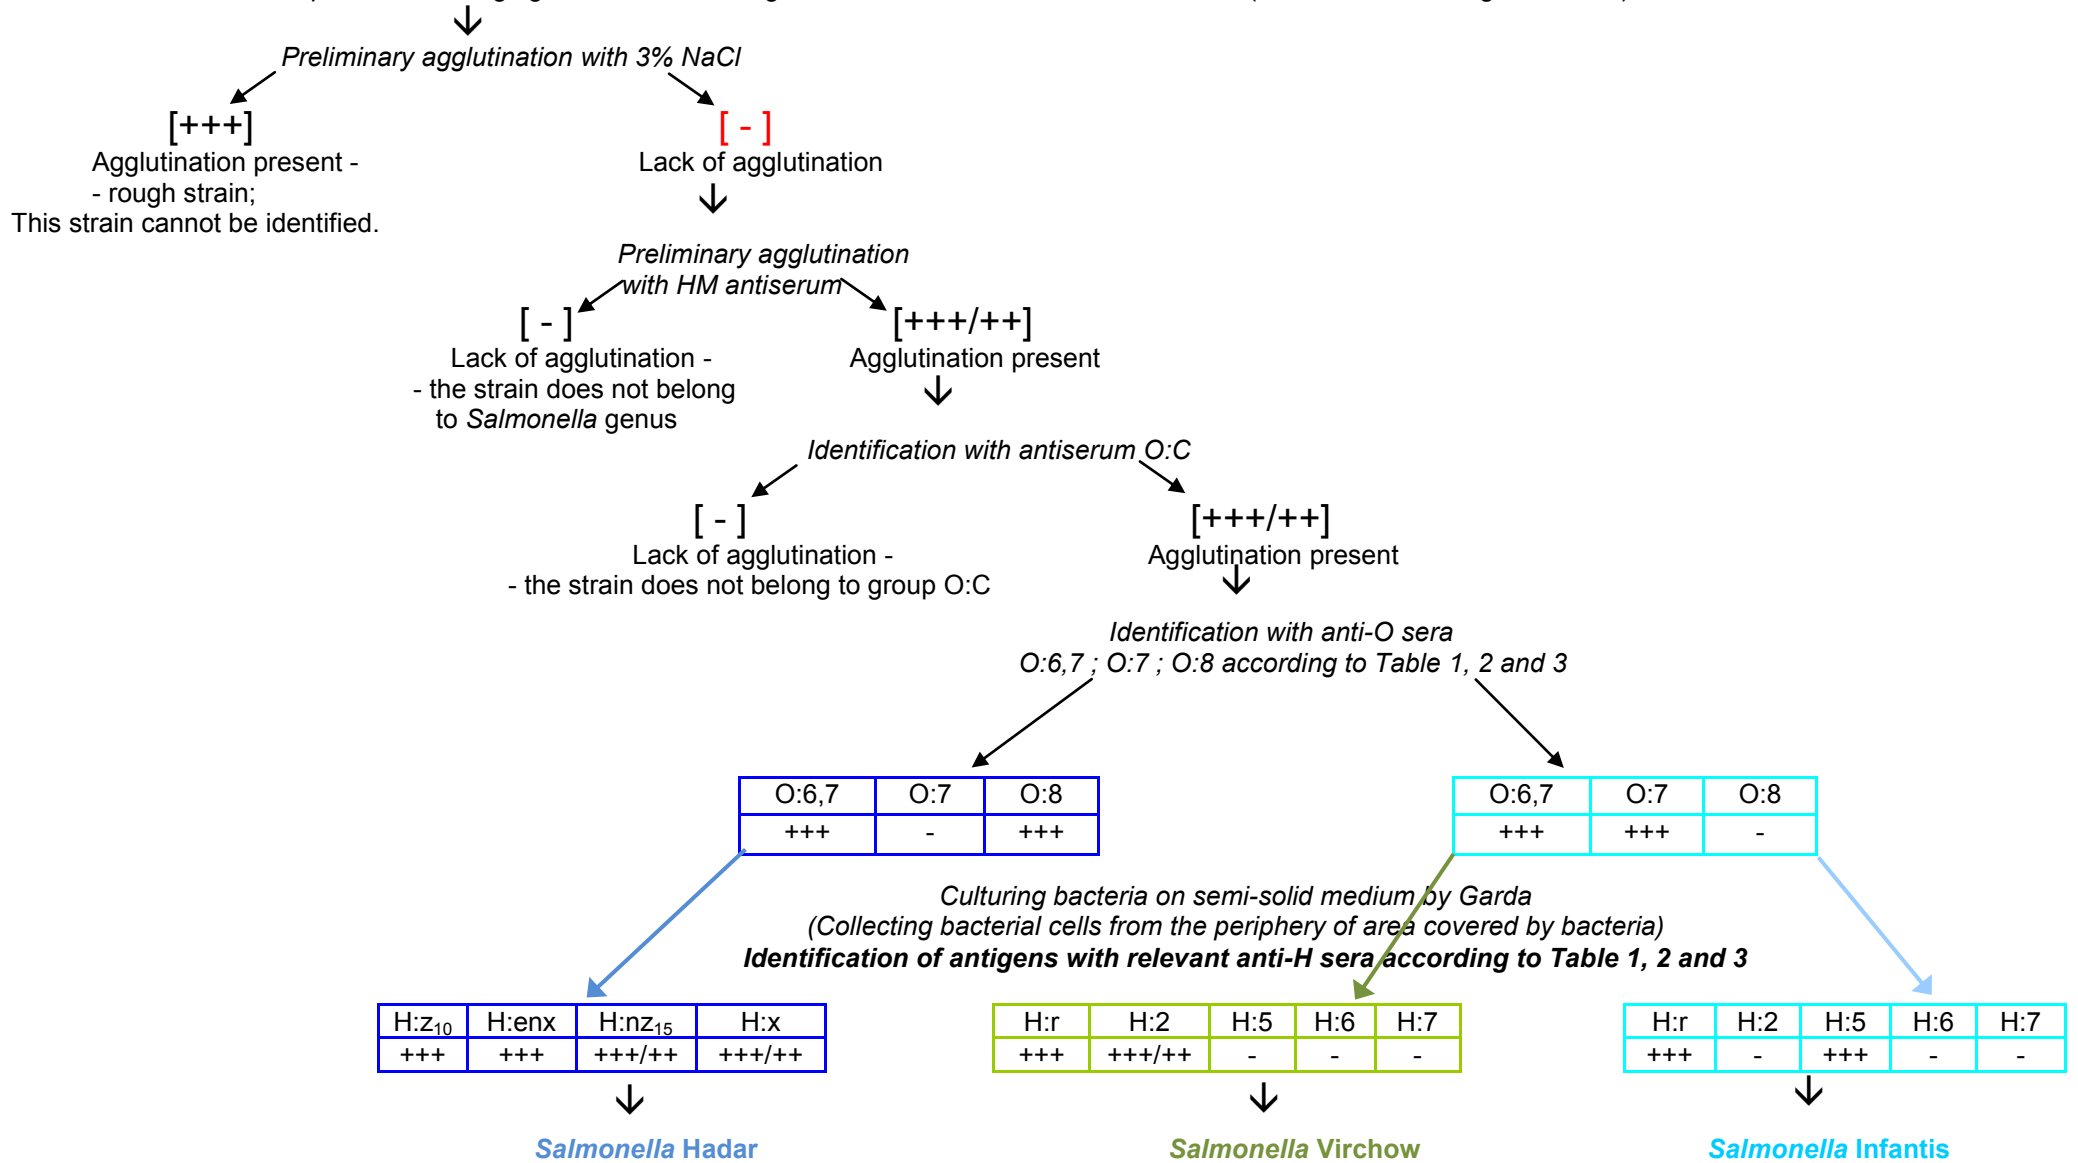 Preliminary agglutination with 3% NaCl
[+++]
[ - ]
Agglutination present -
- rough strain;
This strain cannot be identified.
Lack of agglutination
Preliminary agglutination
with HM antiserum
[ - ]
[+++/++]
Lack of agglutination -
- the strain does not belong
to Salmonella genus
Agglutination present
Identification with antiserum O:C
[ - ]
[+++/++]
Lack of agglutination -
- the strain does not belong to group O:C
Agglutination present
Identification with anti-O sera
O:6,7 ; O:7 ; O:8 according to Table 1, 2 and 3
O:6,7 O:7 O:8
+++ - +++
O:6,7 O:7 O:8
+++ +++ -
Culturing bacteria on semi-solid medium by Garda
(Collecting bacterial cells from the periphery of area covered by bacteria)
Identification of antigens with relevant anti-H sera according to Table 1, 2 and 3
H:z10 H:enx H:nz15 H:x
+++ +++ +++/++ +++/++
H:r H:2 H:5 H:6 H:7
+++ +++/++ - - -
H:r H:2 H:5 H:6 H:7
+++ - +++ - -
Salmonella Hadar
Salmonella Virchow
Salmonella Infantis